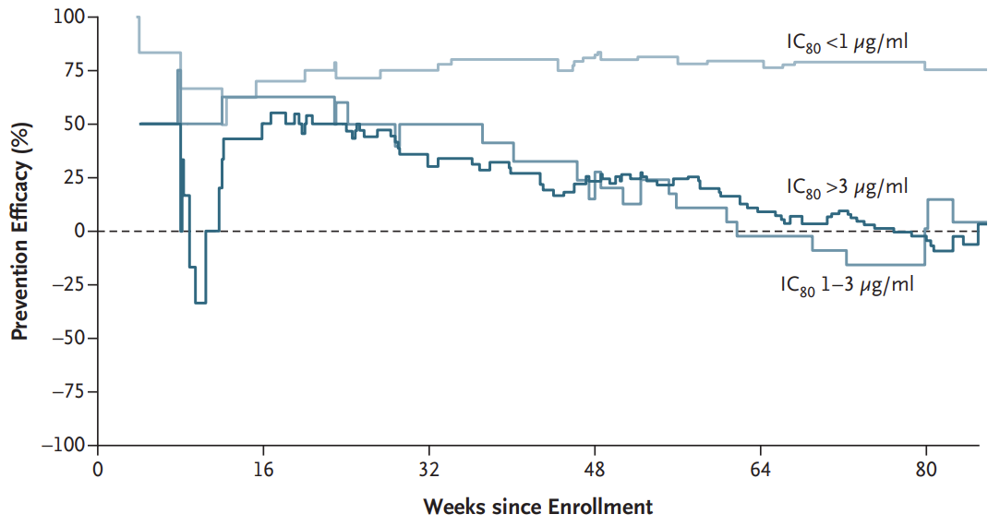 100
75
50
25
0
−25
−50
−75
−100
Prevention Efficacy (%)
IC80 <1 µg/ml
IC80 >3 µg/ml
IC80 1–3 µg/ml
0 16 32 48 64 80
Weeks since Enrollment